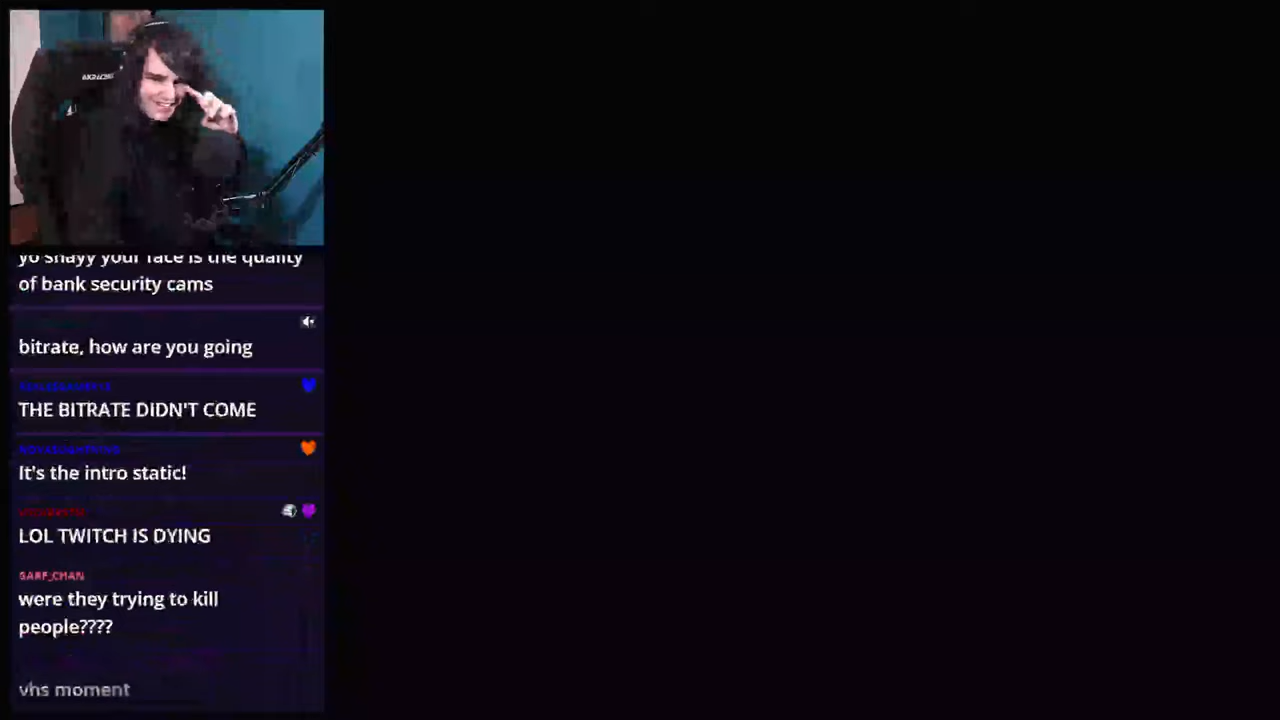 yo shayy your face is the quality
of bank security cams
bitrate, how are you going
THE BITRATE DIDN'T COME
It's the intro static!
LOL TWITCH IS DYING
GARF_CHAN
were they trying to kill
people????
vhs moment